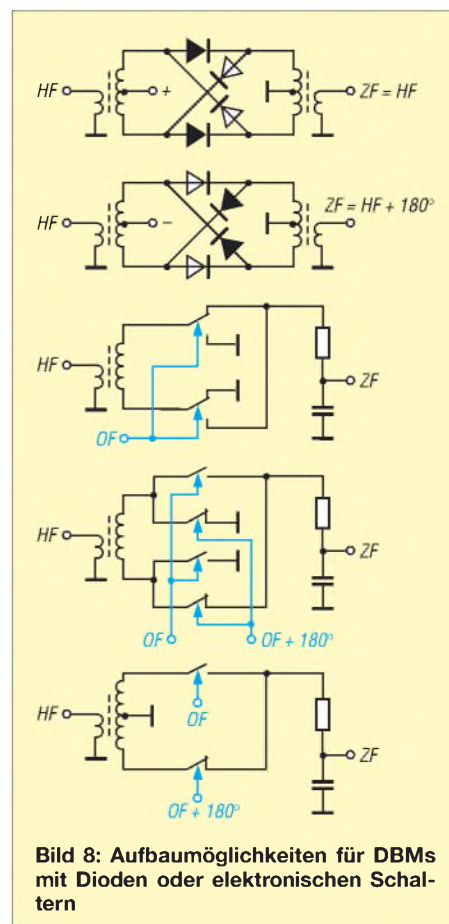 HF
+
ZF = HF
HF
−
ZF = HF + 180°
HF
OF
ZF
HF
ZF
OF
OF + 180°
HF
OF
ZF
OF + 180°
Bild 8: Aufbaumöglichkeiten für DBMs
mit Dioden oder elektronischen Schal-
tern